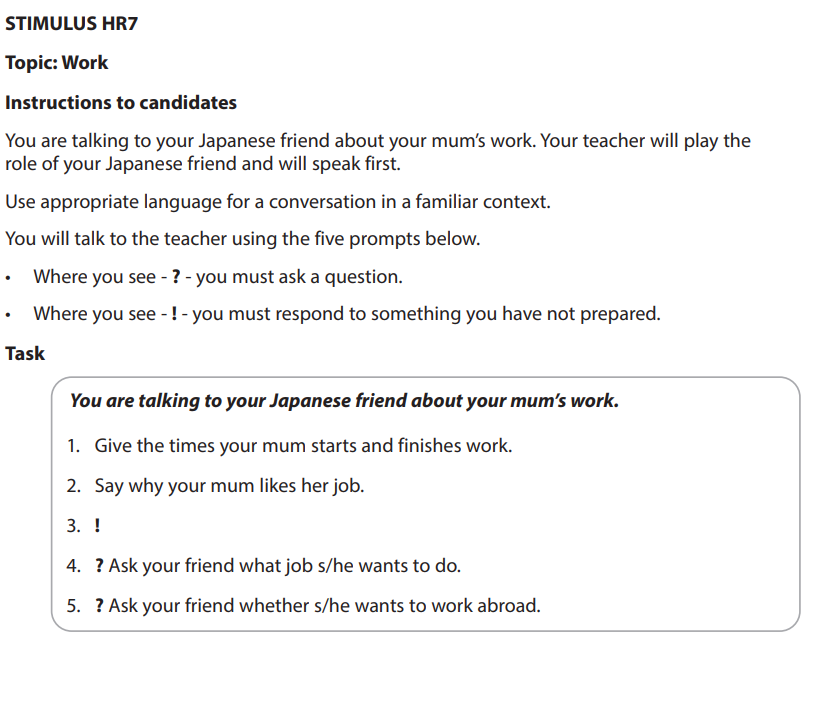 STIMULUS HR7
Topic: Work
Instructions to candidates
You are talking to your Japanese friend about your mum’s work. Your teacher will play the
role of your Japanese friend and will speak first.
Use appropriate language for a conversation in a familiar context.
You will talk to the teacher using the five prompts below.
• Where you see - ? - you must ask a question.
• Where you see - ! - you must respond to something you have not prepared.
Task
You are talking to your Japanese friend about your mum’s work.
1. Give the times your mum starts and finishes work.
2. Say why your mum likes her job.
3. !
4. ? Ask your friend what job s/he wants to do.
5. ? Ask your friend whether s/he wants to work abroad.